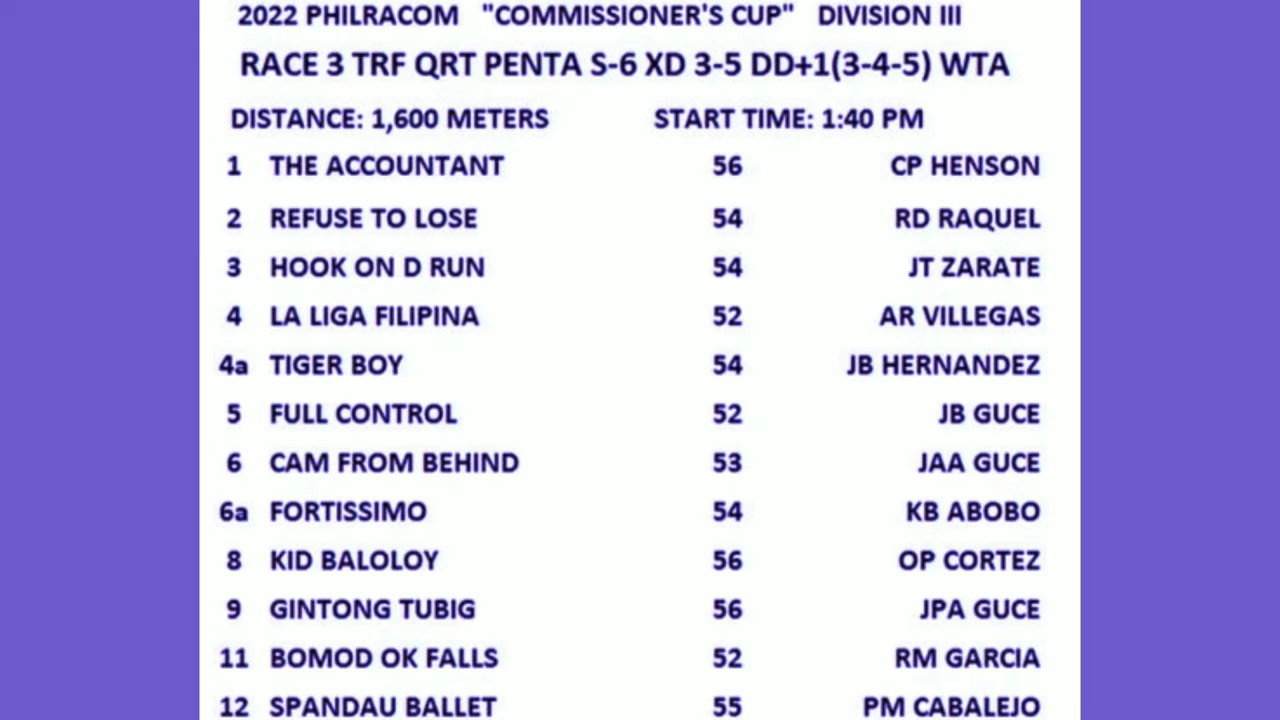 2022 PHILRACOM "COMMISSIONER'S CUP" DIVISION III
RACE 3 TRF QRT PENTA S-6 XD 3-5 DD+1(3-4-5) WTA
DISTANCE: 1,600 METERS START TIME: 1:40 PM
1 THE ACCOUNTANT 56 CP HENSON
2 REFUSE TO LOSE 54 RD RAQUEL
3 HOOK ON D RUN 54 JT ZARATE
4 LA LIGA FILIPINA 52 AR VILLEGAS
4a TIGER BOY 54 JB HERNANDEZ
5 FULL CONTROL 52 JB GUCE
6 CAM FROM BEHIND 53 JAA GUCE
6a FORTISSIMO 54 KB ABOBO
8 KID BALOLOY 56 OP CORTEZ
9 GINTONG TUBIG 56 JPA GUCE
11 BOMOD OK FALLS 52 RM GARCIA
12 SPANDAU BALLET 55 PM CABALEJO